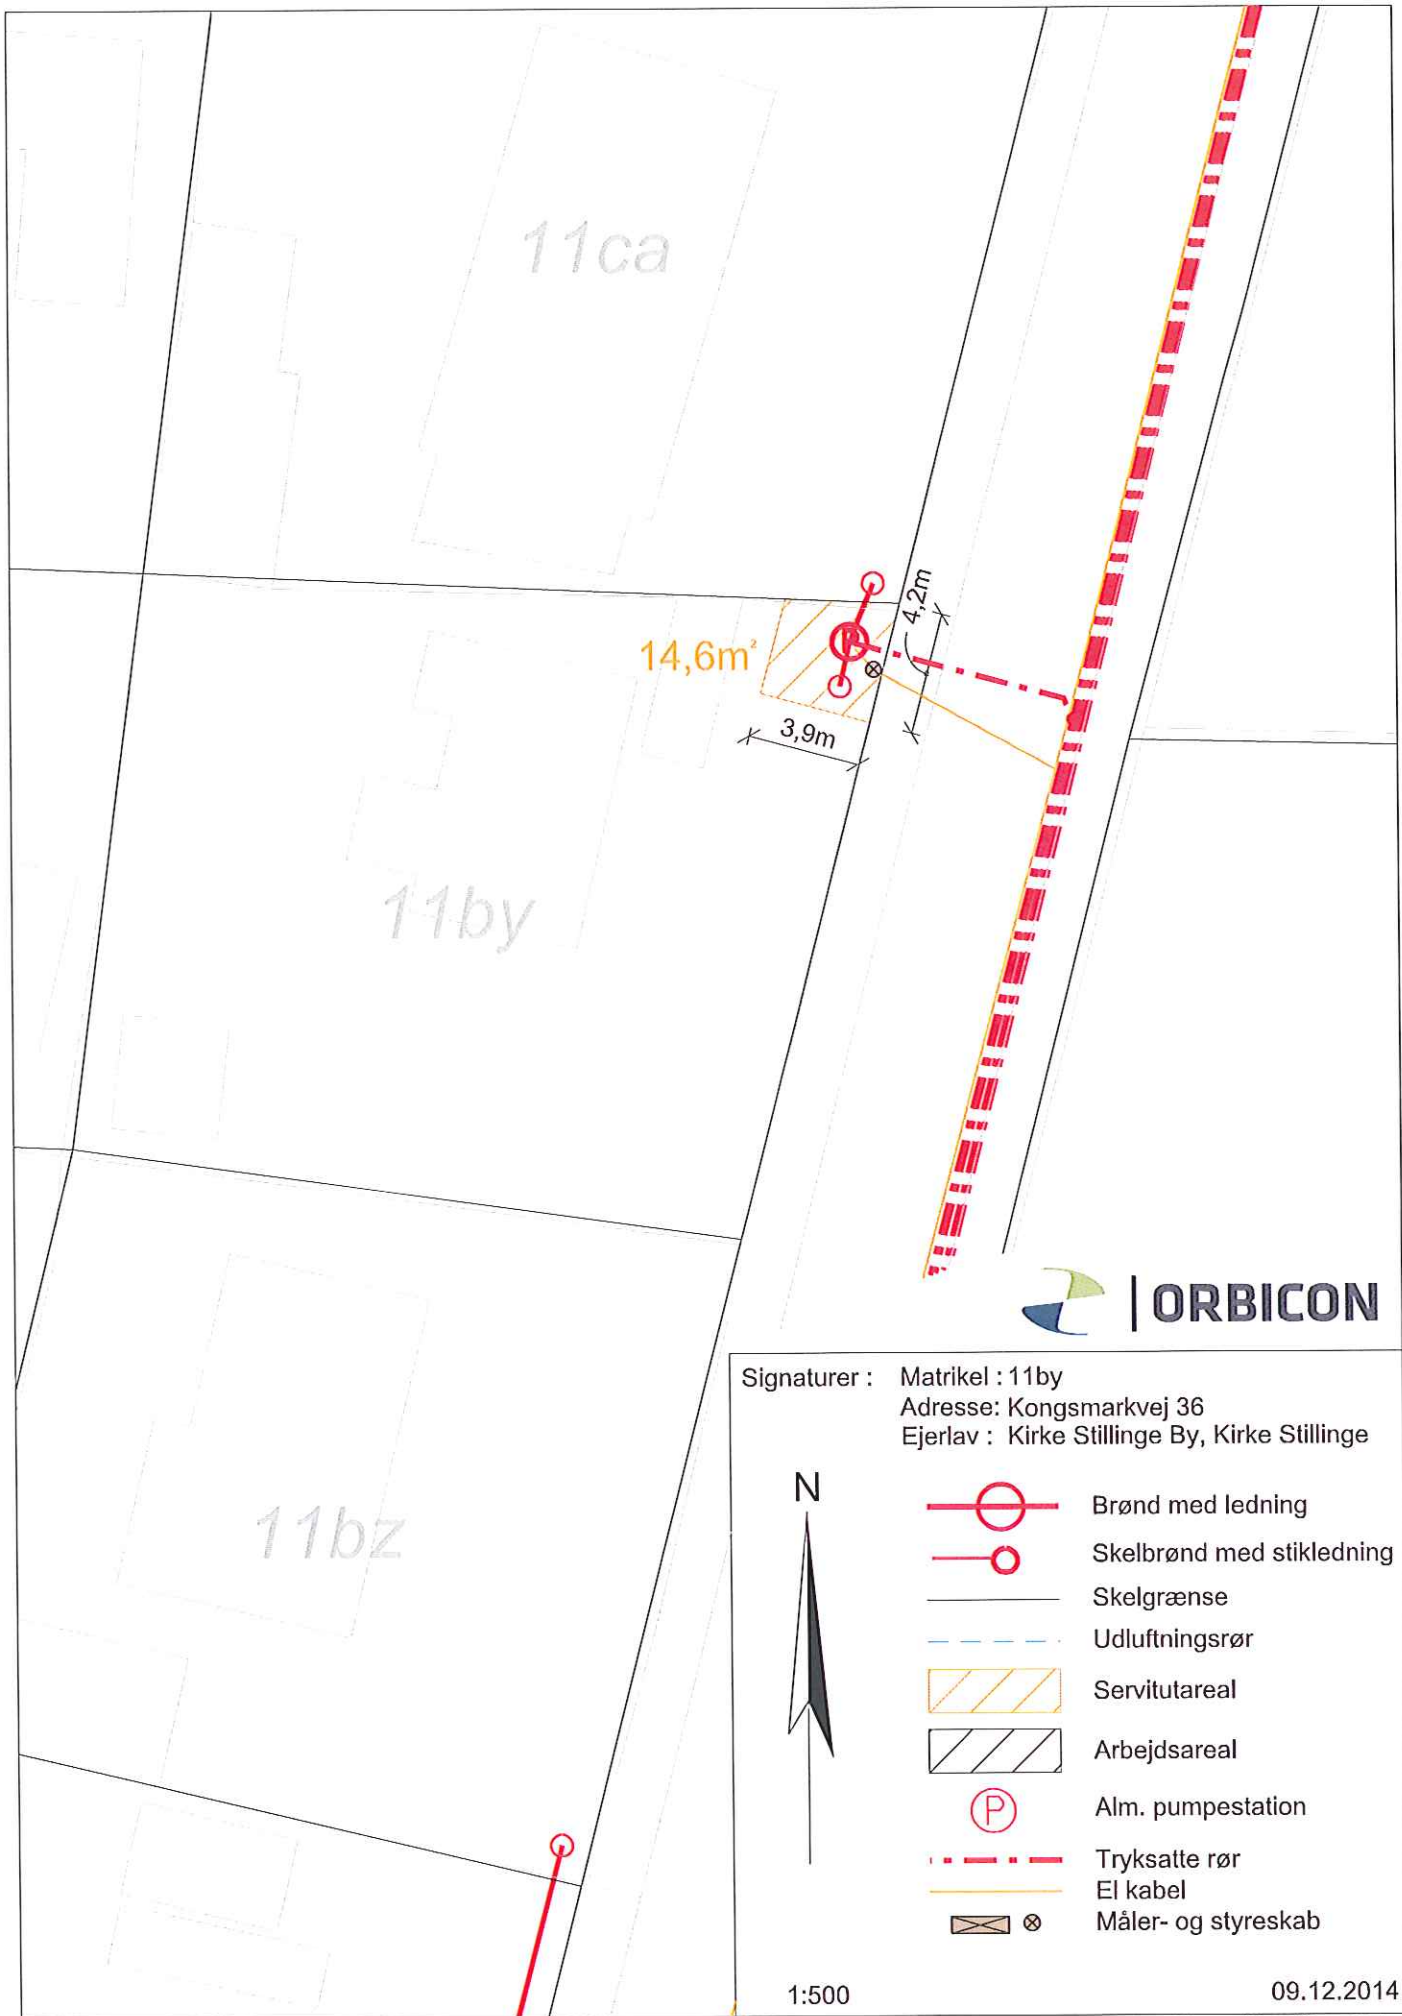 11ca
4,2m
14,6m²
3,9m
11by
11bz
ORBICON
Signaturer : Matrikel : 11by
Adresse: Kongsmarkvej 36
Ejerlav : Kirke Stillinge By, Kirke Stillinge
N
Brønd med ledning
Skelbrønd med stikledning
Skelgrænse
Udluftningsrør
Servitutareal
Arbejdsareal
P Alm. pumpestation
Tryksatte rør
El kabel
Måler- og styreskab
1:500 09.12.2014